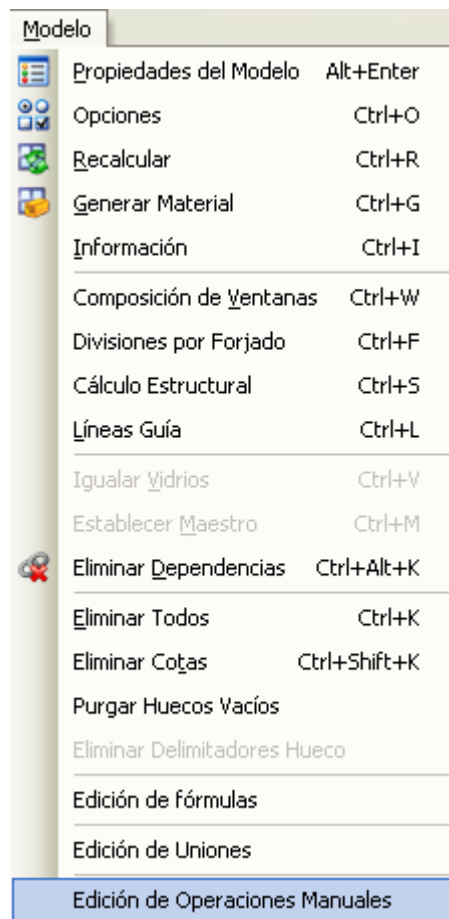 Modelo
Propiedades del Modelo Alt+Enter
Opciones Ctrl+O
Recalcular Ctrl+R
Generar Material Ctrl+G
Información Ctrl+I
Composición de Ventanas Ctrl+W
Divisiones por Forjado Ctrl+F
Cálculo Estructural Ctrl+S
Líneas Guía Ctrl+L
Igualar Vidrios Ctrl+V
Establecer Maestro Ctrl+M
Eliminar Dependencias Ctrl+Alt+K
Eliminar Todos Ctrl+K
Eliminar Cotas Ctrl+Shift+K
Purgar Huecos Vacíos
Eliminar Delimitadores Hueco
Edición de fórmulas
Edición de Uniones
Edición de Operaciones Manuales